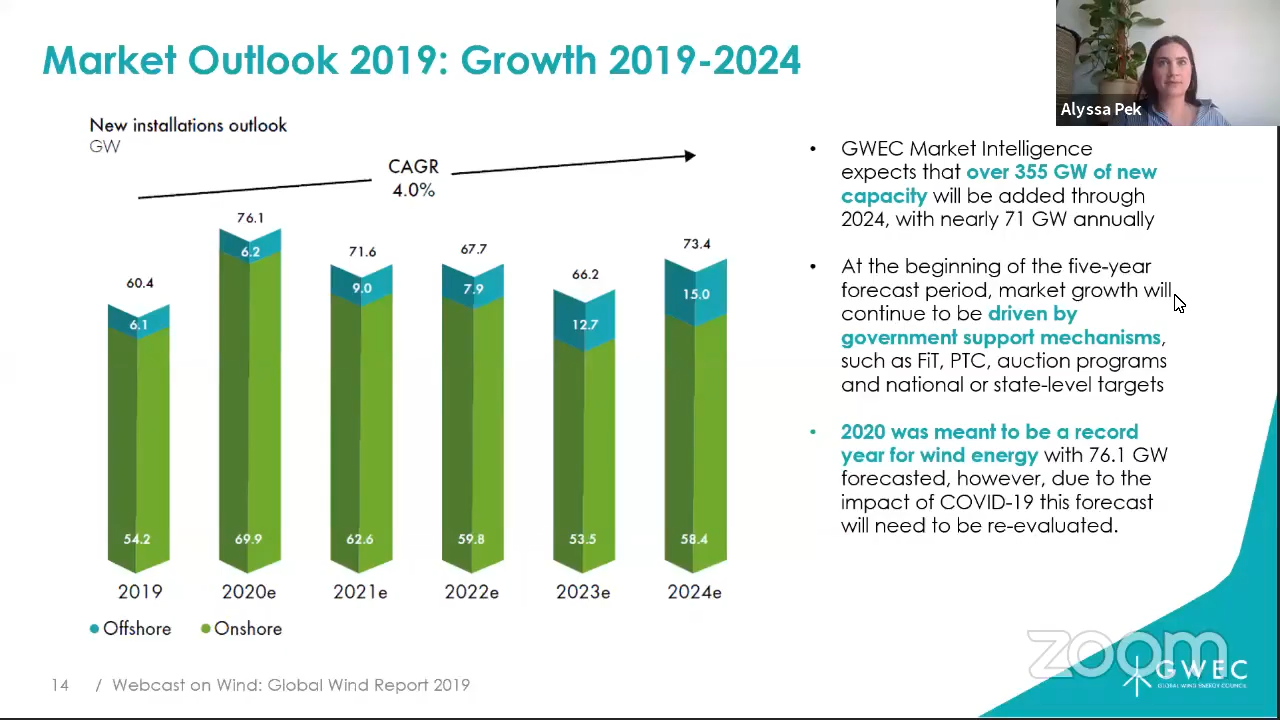 Market Outlook 2019: Growth 2019-2024
Alyssa Pek
New installations outlook
GW
CAGR
4.0%
60.4
76.1
71.6
67.7
66.2
73.4
6.1
6.2
9.0
7.9
12.7
15.0
54.2
69.9
62.6
59.8
53.5
58.4
2019
2020e
2021e
2022e
2023e
2024e
Offshore
Onshore
• GWEC Market Intelligence
expects that over 355 GW of new
capacity will be added through
2024, with nearly 71 GW annually
• At the beginning of the five-year
forecast period, market growth will
continue to be driven by
government support mechanisms,
such as FiT, PTC, auction programs
and national or state-level targets
• 2020 was meant to be a record
year for wind energy with 76.1 GW
forecasted, however, due to the
impact of COVID-19 this forecast
will need to be re-evaluated.
14 / Webcast on Wind: Global Wind Report 2019
zoom
GWEC
GLOBAL WIND ENERGY COUNCIL